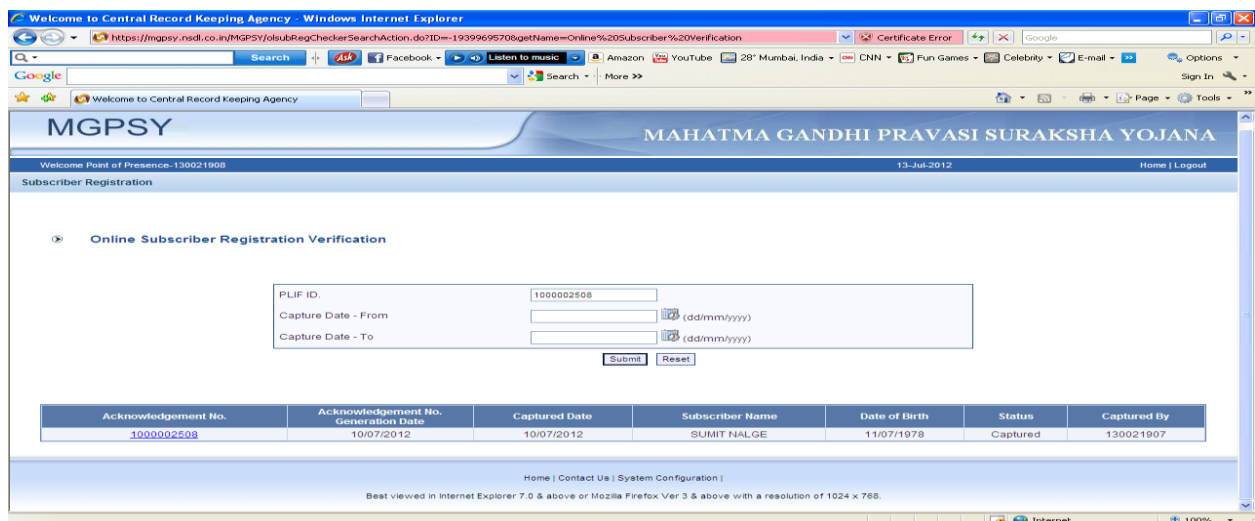 Welcome to Central Record Keeping Agency - Windows Internet Explorer
https://mgpsy.nsdl.co.in/MGPSY/olsubRegCheckerSearchAction.do?ID=-1939969570&getName=Online%20Subscriber%20Verification Certificate Error Google
Search Ask Facebook Listen to music Amazon YouTube 28° Mumbai, India CNN Fun Games Celebrity E-mail Options
Google Search More >> Sign In
Welcome to Central Record Keeping Agency Page Tools
MGPSY MAHATMA GANDHI PRAVASI SURAKSHA YOJANA
Welcome Point of Presence-130021908 13-Jul-2012 Home | Logout
Subscriber Registration
Online Subscriber Registration Verification
PLIF ID. 1000002508
Capture Date - From (dd/mm/yyyy)
Capture Date - To (dd/mm/yyyy)
Submit Reset
Acknowledgement No. Acknowledgement No. Generation Date Captured Date Subscriber Name Date of Birth Status Captured By
1000002508 10/07/2012 10/07/2012 SUMIT NALGE 11/07/1978 Captured 130021907
Home | Contact Us | System Configuration |
Best viewed in Internet Explorer 7.0 & above or Mozilla Firefox Ver 3 & above with a resolution of 1024 x 768.
Internet 100%